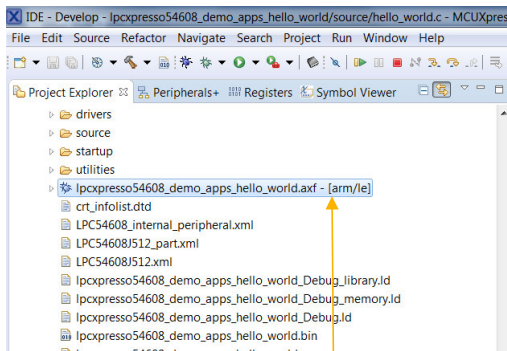 IDE - Develop - lpcxpresso54608_demo_apps_hello_world/source/hello_world.c - MCUXpres
File Edit Source Refactor Navigate Search Project Run Window Help
Project Explorer Peripherals+ Registers Symbol Viewer
drivers
source
startup
utilities
lpcxpresso54608_demo_apps_hello_world.axf - [arm/le]
crt_infolist.dtd
LPC54608_internal_peripheral.xml
LPC54608J512_part.xml
LPC54608J512.xml
lpcxpresso54608_demo_apps_hello_world_Debug_library.ld
lpcxpresso54608_demo_apps_hello_world_Debug_memory.ld
lpcxpresso54608_demo_apps_hello_world_Debug.ld
lpcxpresso54608_demo_apps_hello_world.bin